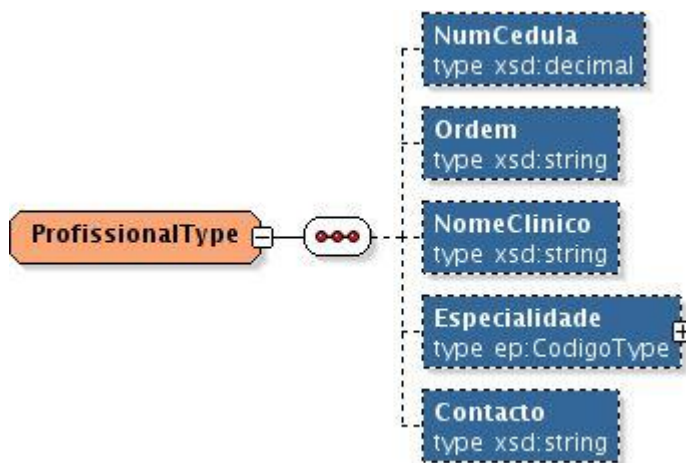 NumCedula
type xsd:decimal
Ordem
type xsd:string
ProfissionalType
NomeClinico
type xsd:string
Especialidade
type ep:CodigoType
Contacto
type xsd:string